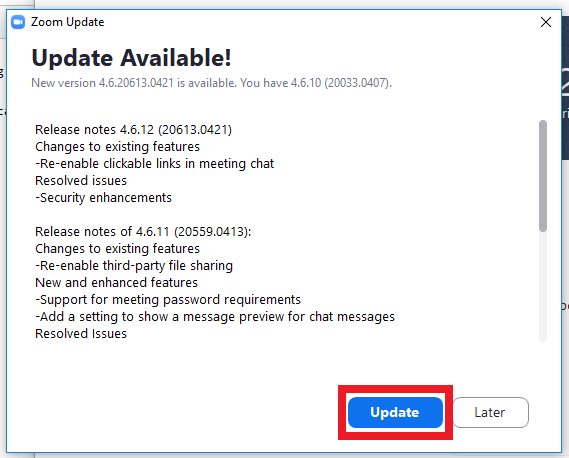 Zoom Update
Update Available!
New version 4.6.20613.0421 is available. You have 4.6.10 (20033.0407).
Release notes 4.6.12 (20613.0421)
Changes to existing features
-Re-enable clickable links in meeting chat
Resolved issues
-Security enhancements
Release notes of 4.6.11 (20559.0413):
Changes to existing features
-Re-enable third-party file sharing
New and enhanced features
-Support for meeting password requirements
-Add a setting to show a message preview for chat messages
Resolved Issues
Update
Later